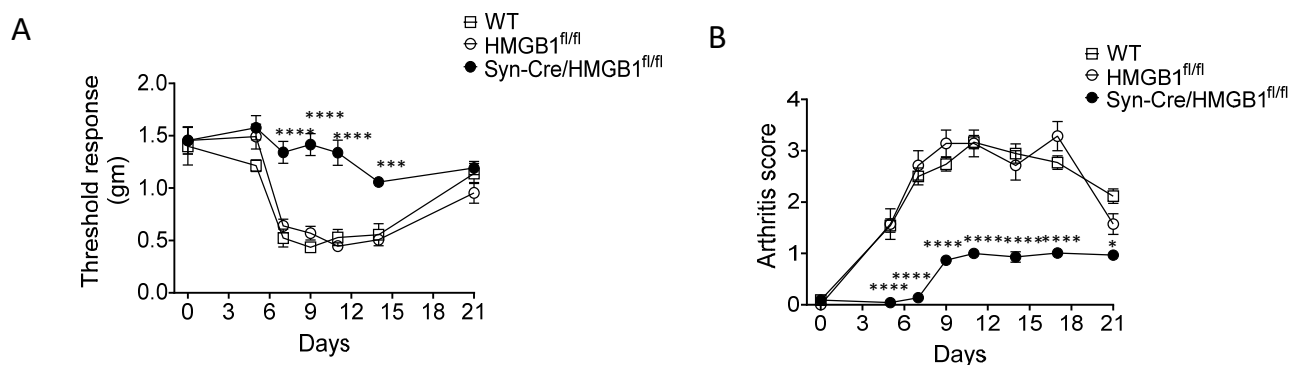 A
WT
HMGB1fl/fl
Syn-Cre/HMGB1fl/fl
Threshold response
(gm)
2.0
1.5
1.0
0.5
0.0
**** **** **** ***
0 3 6 9 12 15 18 21
Days
B
WT
HMGB1fl/fl
Syn-Cre/HMGB1fl/fl
Arthritis score
4
3
2
1
0
**** **** **** **** **** **** *
0 3 6 9 12 15 18 21
Days